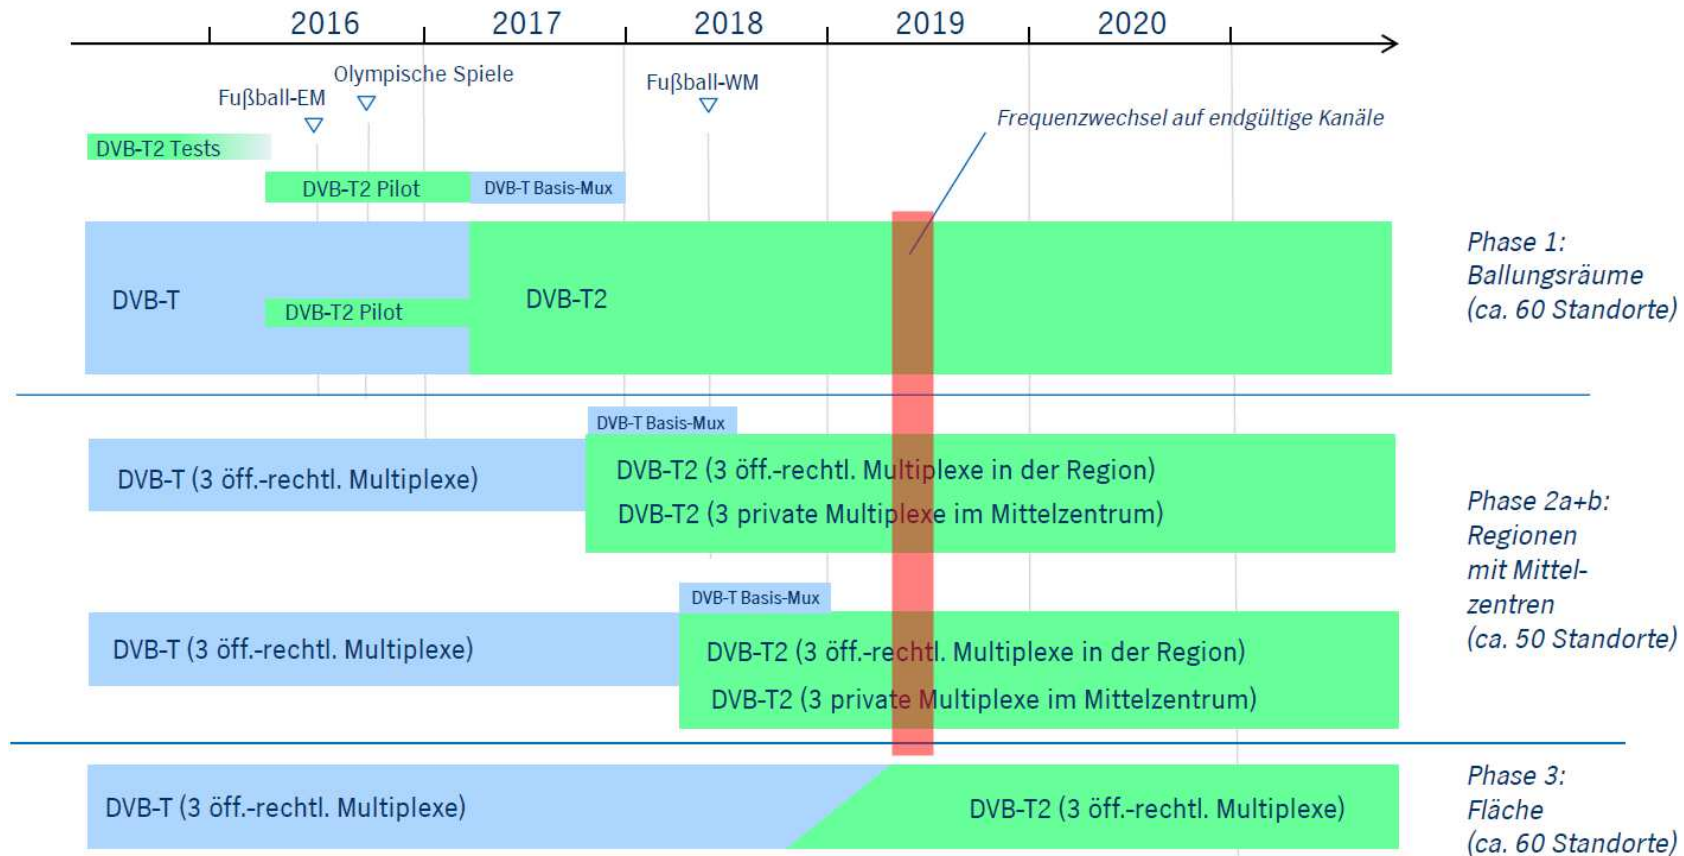 2016 2017 2018 2019 2020
Olympische Spiele
Fußball-EM
Fußball-WM
Frequenzwechsel auf endgültige Kanäle
DVB-T2 Tests
DVB-T2 Pilot
DVB-T Basis-Mux
DVB-T
DVB-T2 Pilot
DVB-T2
Phase 1:
Ballungsräume
(ca. 60 Standorte)
DVB-T Basis-Mux
DVB-T (3 öff.-rechtl. Multiplexe)
DVB-T2 (3 öff.-rechtl. Multiplexe in der Region)
DVB-T2 (3 private Multiplexe im Mittelzentrum)
DVB-T Basis-Mux
DVB-T (3 öff.-rechtl. Multiplexe)
DVB-T2 (3 öff.-rechtl. Multiplexe in der Region)
DVB-T2 (3 private Multiplexe im Mittelzentrum)
Phase 2a+b:
Regionen
mit Mittel-
zentren
(ca. 50 Standorte)
DVB-T (3 öff.-rechtl. Multiplexe)
DVB-T2 (3 öff.-rechtl. Multiplexe)
Phase 3:
Fläche
(ca. 60 Standorte)